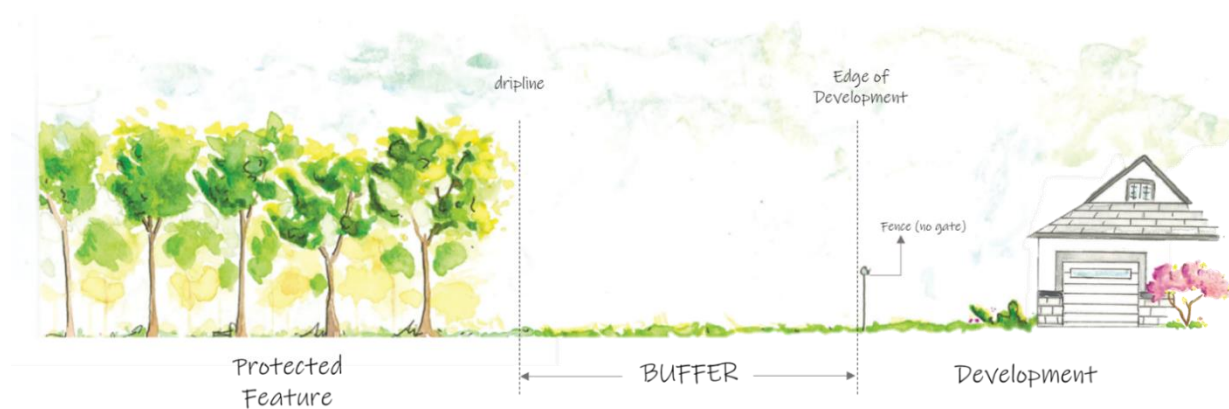 dripline
Edge of
Development
Fence (no gate)
Protected
Feature
BUFFER
Development